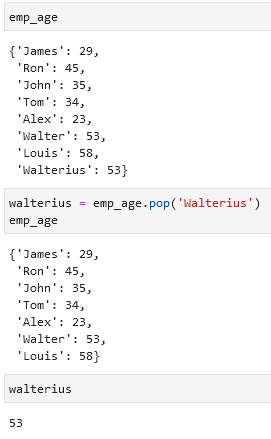 emp_age
{'James': 29,
 'Ron': 45,
 'John': 35,
 'Tom': 34,
 'Alex': 23,
 'Walter': 53,
 'Louis': 58,
 'Walterius': 53}
walterius = emp_age.pop('Walterius')
emp_age
{'James': 29,
 'Ron': 45,
 'John': 35,
 'Tom': 34,
 'Alex': 23,
 'Walter': 53,
 'Louis': 58}
walterius
53